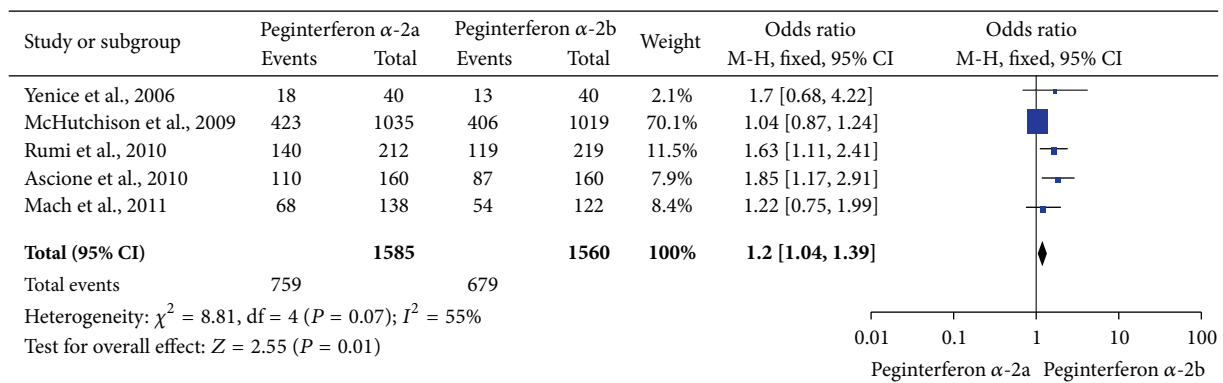 Study or subgroup Peginterferon α-2a Peginterferon α-2b Weight Odds ratio Odds ratio
Events Total Events Total M-H, fixed, 95% CI M-H, fixed, 95% CI
Yenice et al., 2006 18 40 13 40 2.1% 1.7 [0.68, 4.22]
McHutchison et al., 2009 423 1035 406 1019 70.1% 1.04 [0.87, 1.24]
Rumi et al., 2010 140 212 119 219 11.5% 1.63 [1.11, 2.41]
Ascione et al., 2010 110 160 87 160 7.9% 1.85 [1.17, 2.91]
Mach et al., 2011 68 138 54 122 8.4% 1.22 [0.75, 1.99]
Total (95% CI) 1585 1560 100% 1.2 [1.04, 1.39]
Total events 759 679
Heterogeneity: χ² = 8.81, df = 4 (P = 0.07); I² = 55%
Test for overall effect: Z = 2.55 (P = 0.01)
0.01 0.1 1 10 100
Peginterferon α-2a Peginterferon α-2b